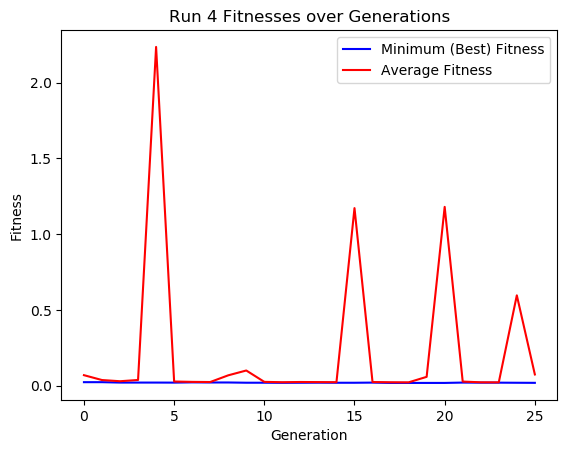 Run 4 Fitnesses over Generations
Minimum (Best) Fitness
Average Fitness
Fitness
2.0
1.5
1.0
0.5
0.0
0 5 10 15 20 25
Generation